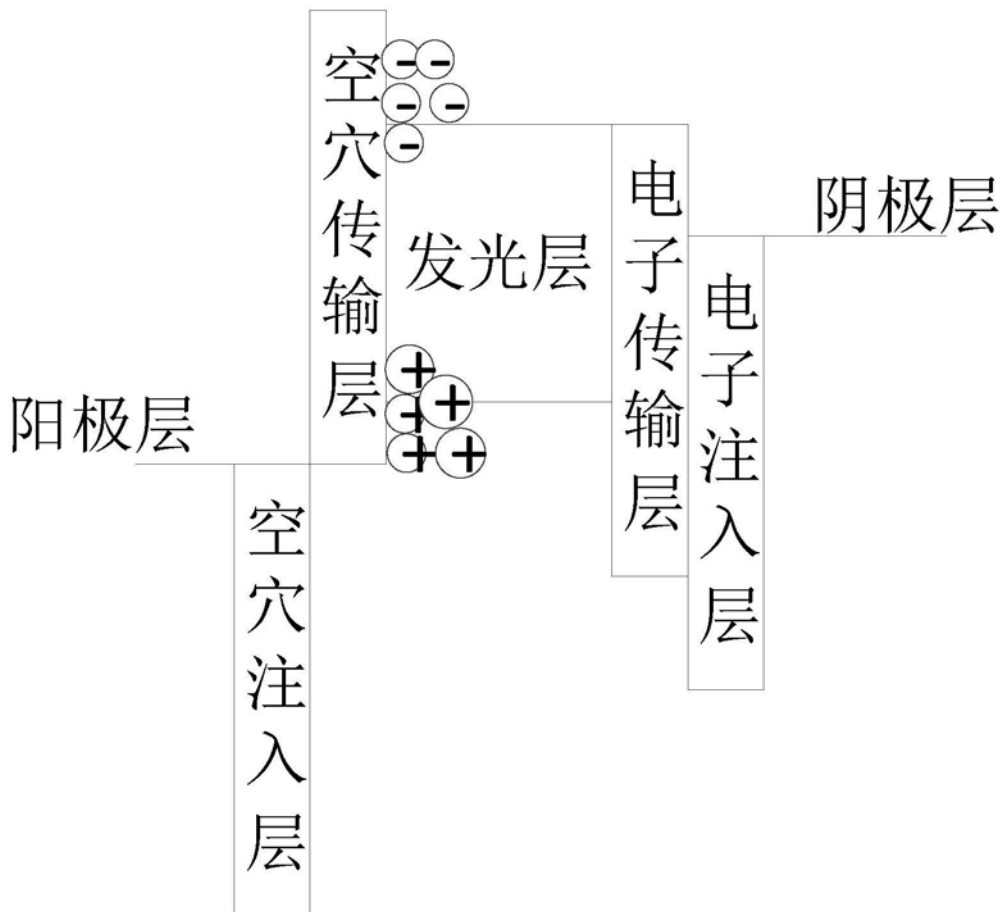 空穴传输层
发光层
电子传输层
阴极层
电子注入层
阳极层
空穴注入层
- -
- -
-
+
+ +
+ +